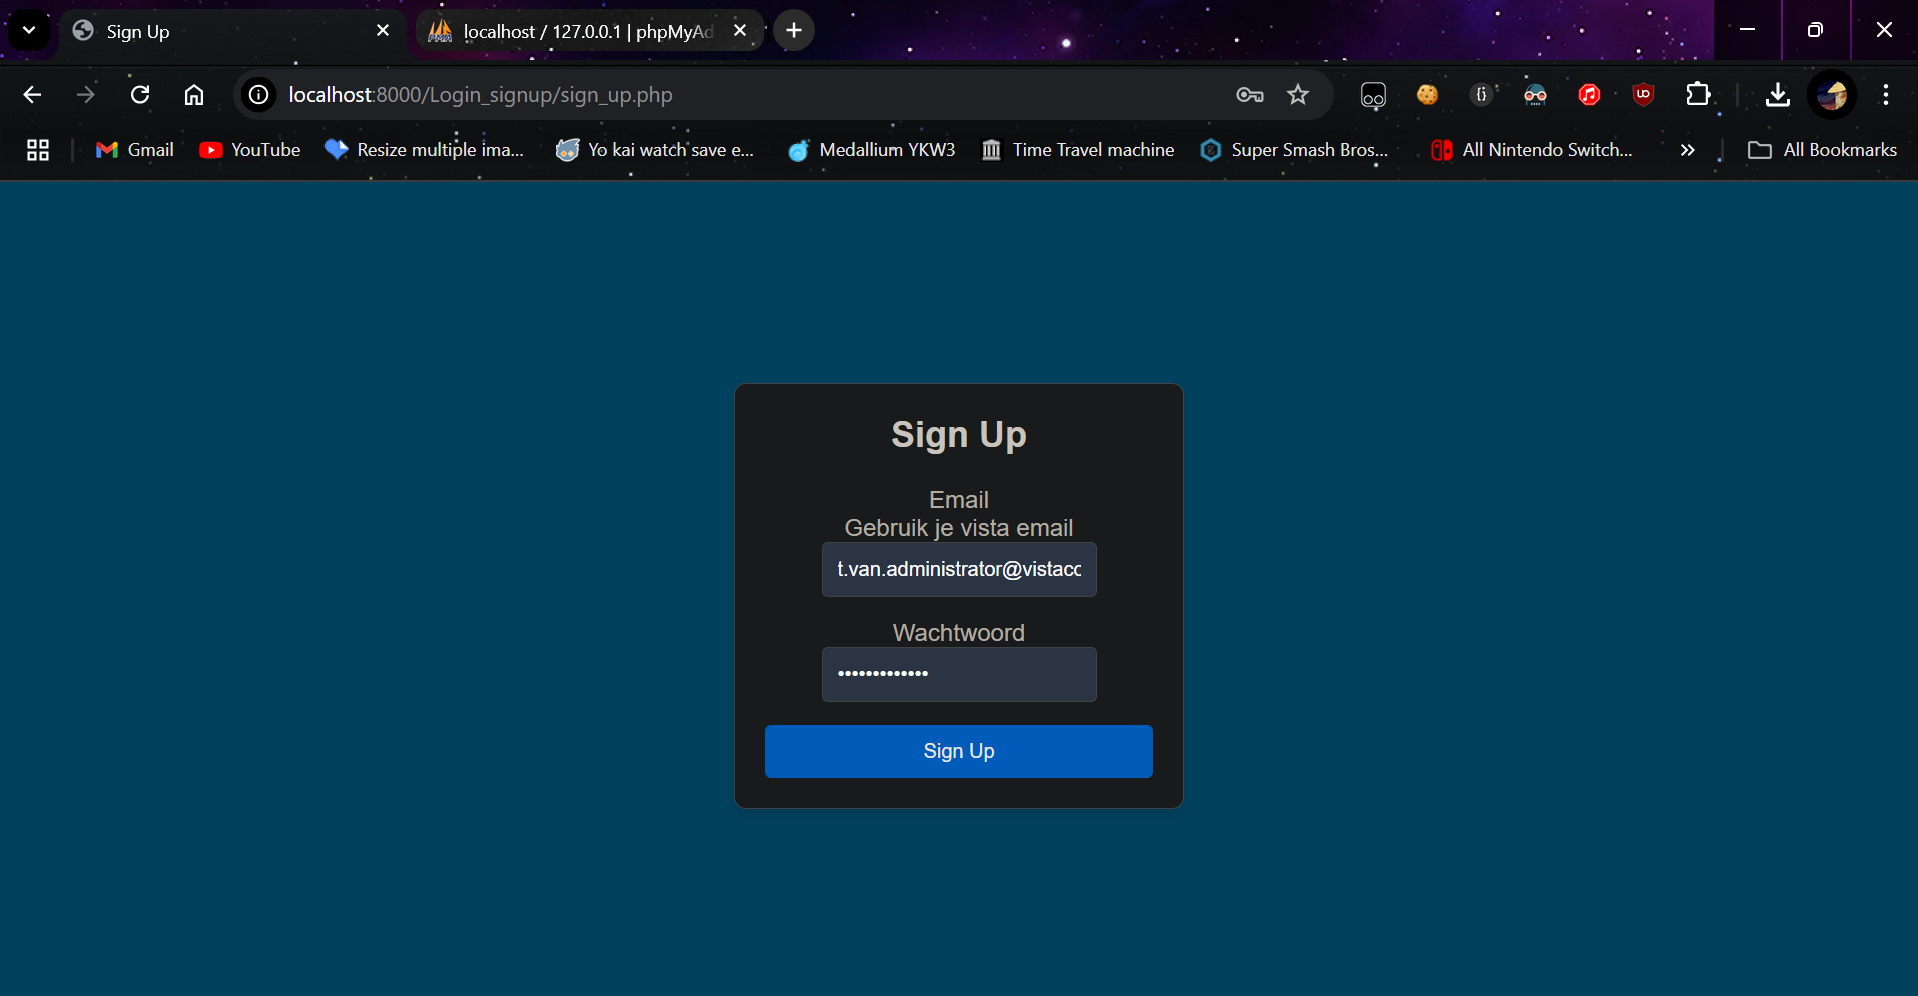 Sign Up
localhost / 127.0.0.1 | phpMyAd
localhost:8000/Login_signup/sign_up.php
Gmail
YouTube
Resize multiple ima...
Yo kai watch save e...
Medallium YKW3
Time Travel machine
Super Smash Bros...
All Nintendo Switch...
All Bookmarks
Sign Up
Email
Gebruik je vista email
t.van.administrator@vistacc
Wachtwoord
Sign Up